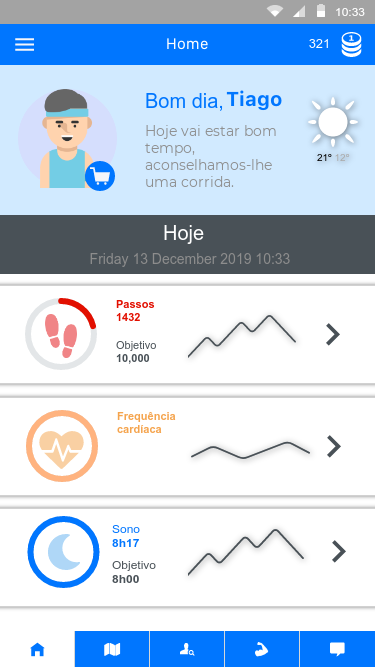 10:33
Home
321
1
Bom dia, Tiago
Hoje vai estar bom
tempo,
aconselhamos-lhe
uma corrida.
21° 12°
Hoje
Friday 13 December 2019 10:33
Passos
1432
Objetivo
10,000
Frequência
cardíaca
Sono
8h17
Objetivo
8h00